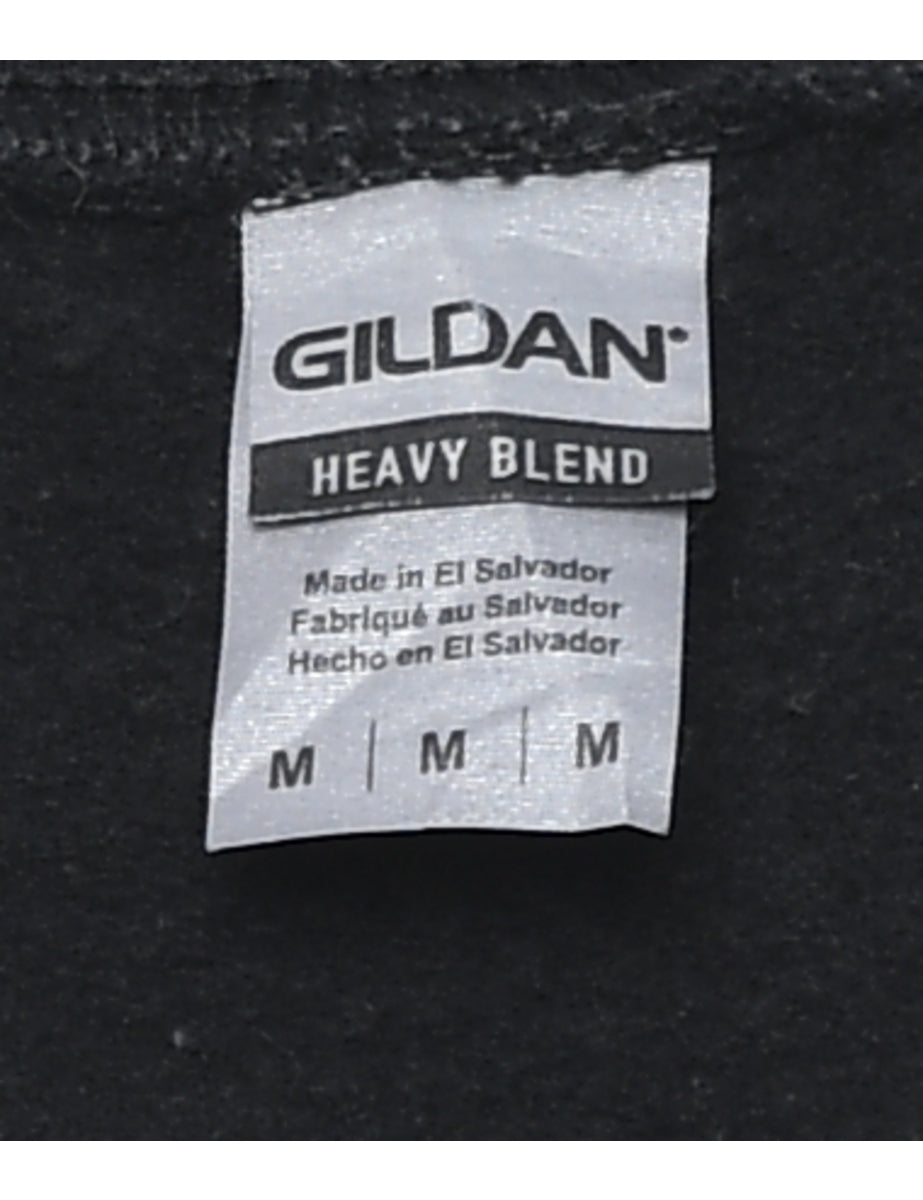 GILDAN
HEAVY BLEND
Made in El Salvador
Fabriqué au Salvador
Hecho en El Salvador
M | M | M